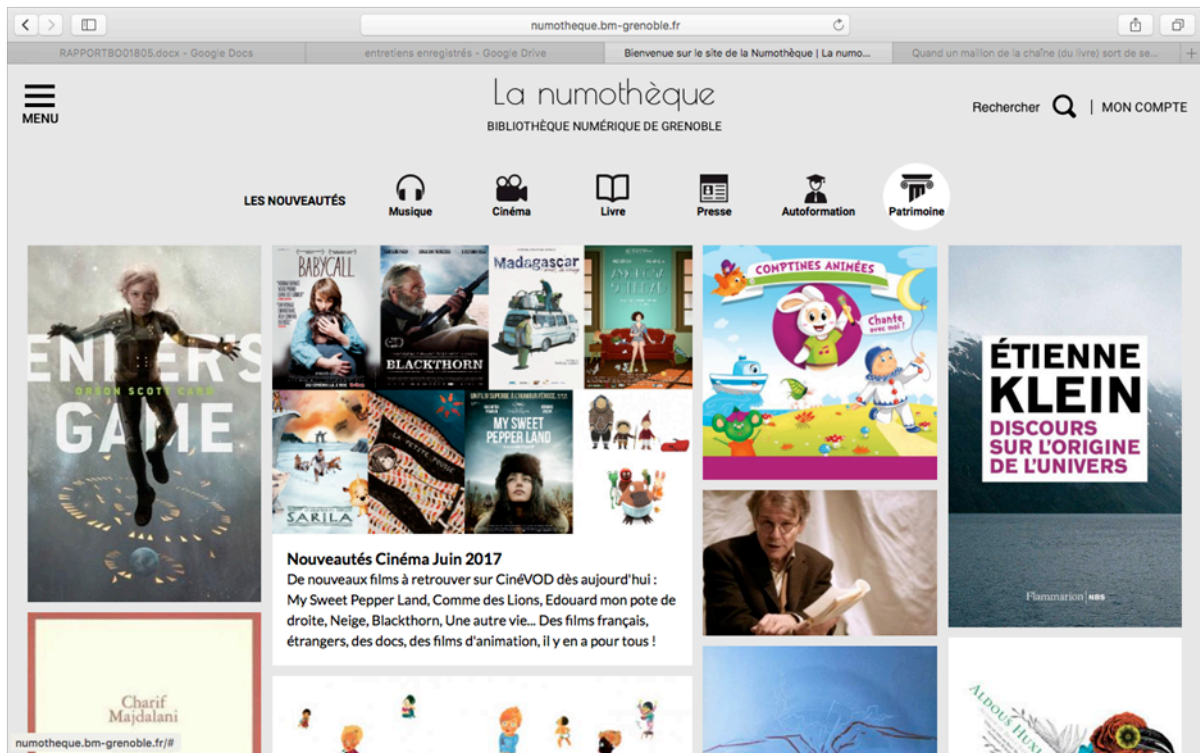 numotheque.bm-grenoble.fr
RAPPORTBO01805.docx - Google Docs
entretiens enregistrés - Google Drive
Bienvenue sur le site de la Numothèque | La numo...
Quand un maillon de la chaîne (du livre) sort de se...
MENU
La numothèque
BIBLIOTHÈQUE NUMÉRIQUE DE GRENOBLE
Rechercher
| MON COMPTE
LES NOUVEAUTÉS
Musique
Cinéma
Livre
Presse
Autoformation
Patrimoine
ENDER'S
ORSON SCOTT CARD
GAME
BABYCALL
BLACKTHORN
Madagascar
SARILA
LA PETITE POUSSE
MY SWEET
PEPPER LAND
Nouveautés Cinéma Juin 2017
De nouveaux films à retrouver sur CinéVOD dès aujourd'hui :
My Sweet Pepper Land, Comme des Lions, Edouard mon pote de
droite, Neige, Blackthorn, Une autre vie... Des films français,
étrangers, des docs, des films d'animation, il y en a pour tous !
COMPTINES ANIMÉES
Chante
avec moi !
ÉTIENNE
KLEIN
DISCOURS
SUR L'ORIGINE
DE L'UNIVERS
Flammarion | NBS
Charif
Majdalani
ALDOUS HUX
numotheque.bm-grenoble.fr/#